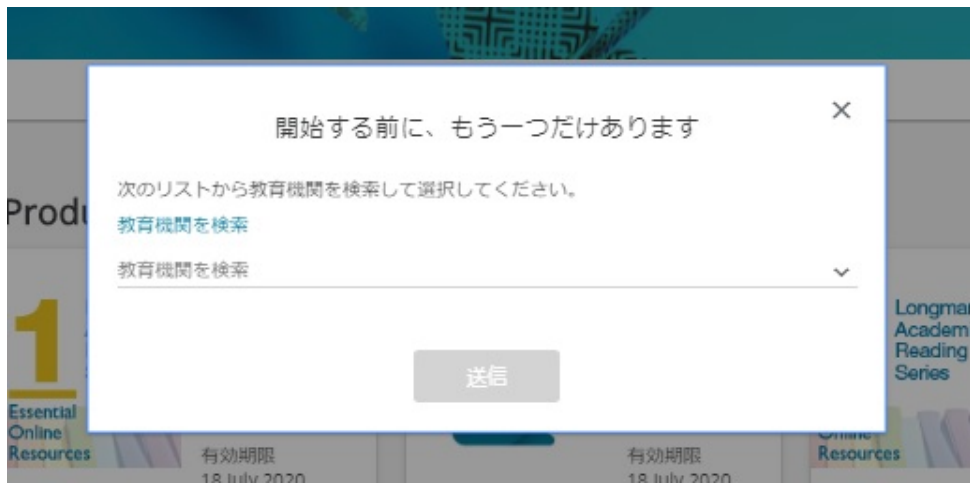 開始する前に、もう一つだけあります
次のリストから教育機関を検索して選択してください。
教育機関を検索
教育機関を検索
送信
Produ
1
Essential
Online
Resources
有効期限
18 July 2020
有効期限
18 July 2020
Longman
Academ
Reading
Series
Online
Resources